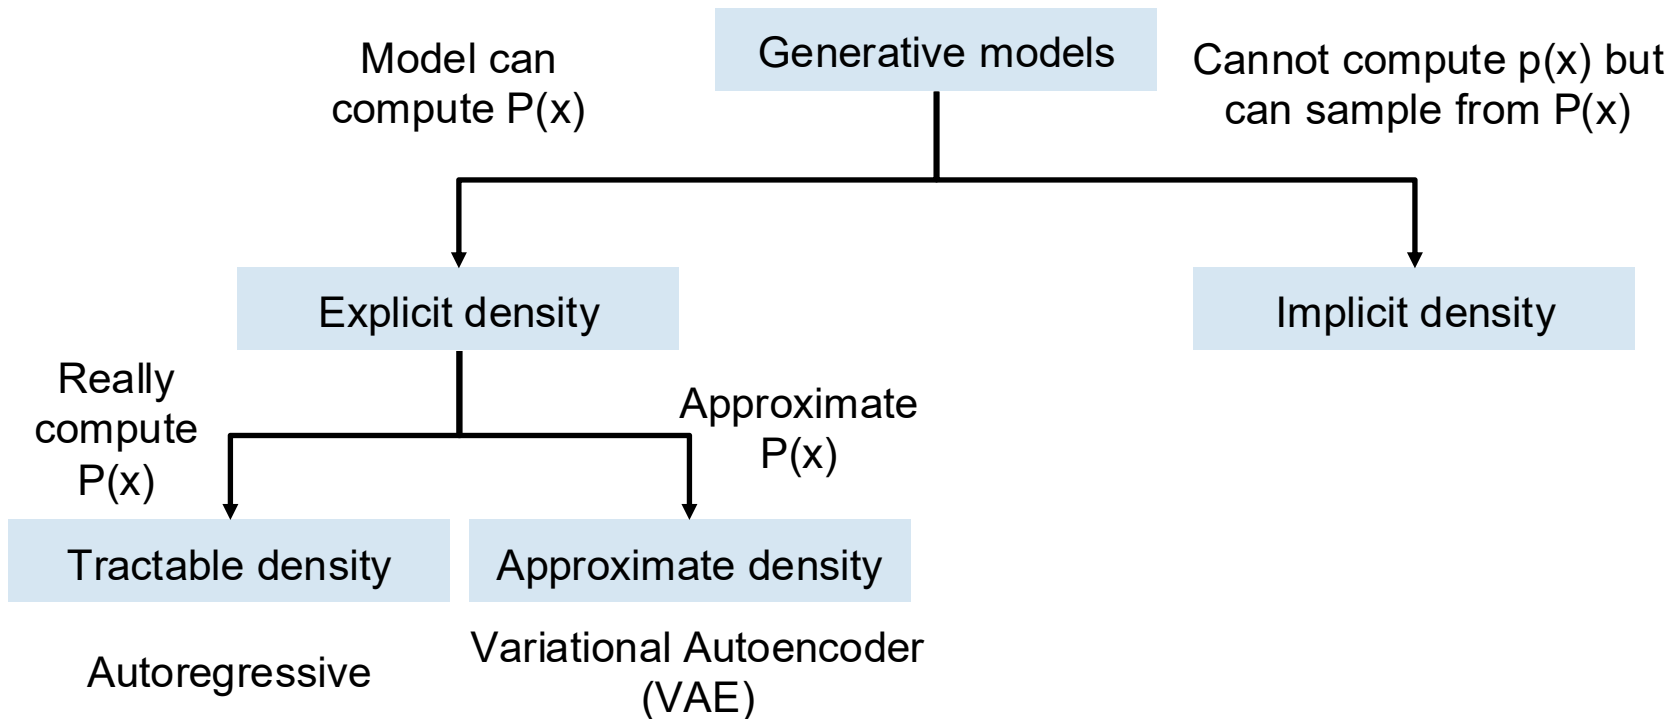 Generative models
Model can
compute P(x)
Cannot compute p(x) but
can sample from P(x)
Explicit density
Implicit density
Really
compute
P(x)
Approximate
P(x)
Tractable density
Approximate density
Autoregressive
Variational Autoencoder
(VAE)